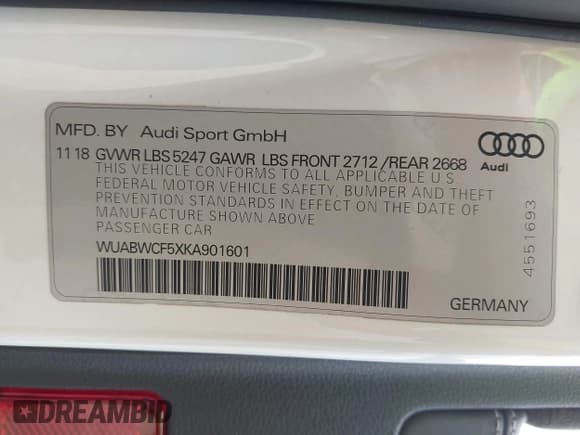 MFD. BY Audi Sport GmbH
11 18 GVWR LBS 5247 GAWR LBS FRONT 2712 /REAR 2668
THIS VEHICLE CONFORMS TO ALL APPLICABLE U S
FEDERAL MOTOR VEHICLE SAFETY, BUMPER AND THEFT
PREVENTION STANDARDS IN EFFECT ON THE DATE OF
MANUFACTURE SHOWN ABOVE
PASSENGER CAR
WUABWCF5XKA901601
Audi
4551693
GERMANY
DREAMBID